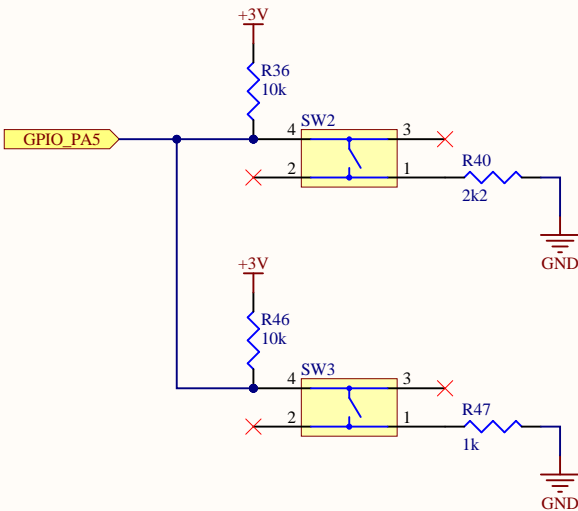 +3V
R36
10k
SW2
GPIO_PA5
4
3
2
1
R40
2k2
GND
+3V
R46
10k
SW3
4
3
2
1
R47
1k
GND